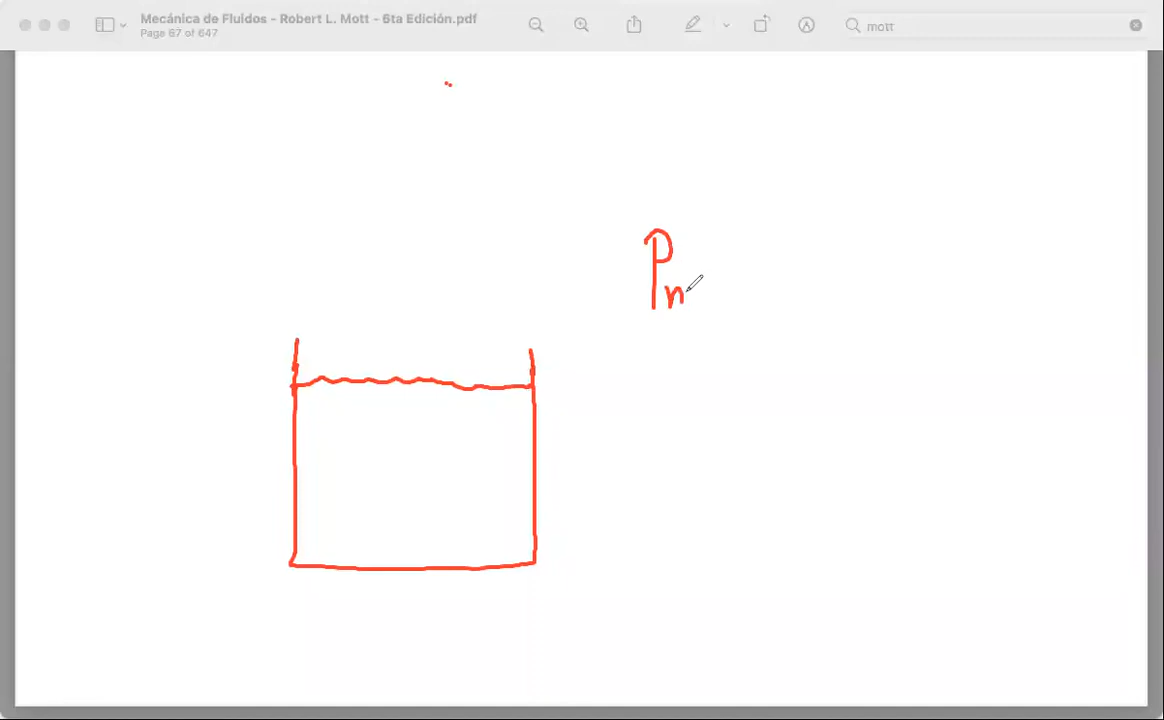 Mecánica de Fluidos - Robert L. Mott - 6ta Edición.pdf
Page 67 of 647
mott
Pn